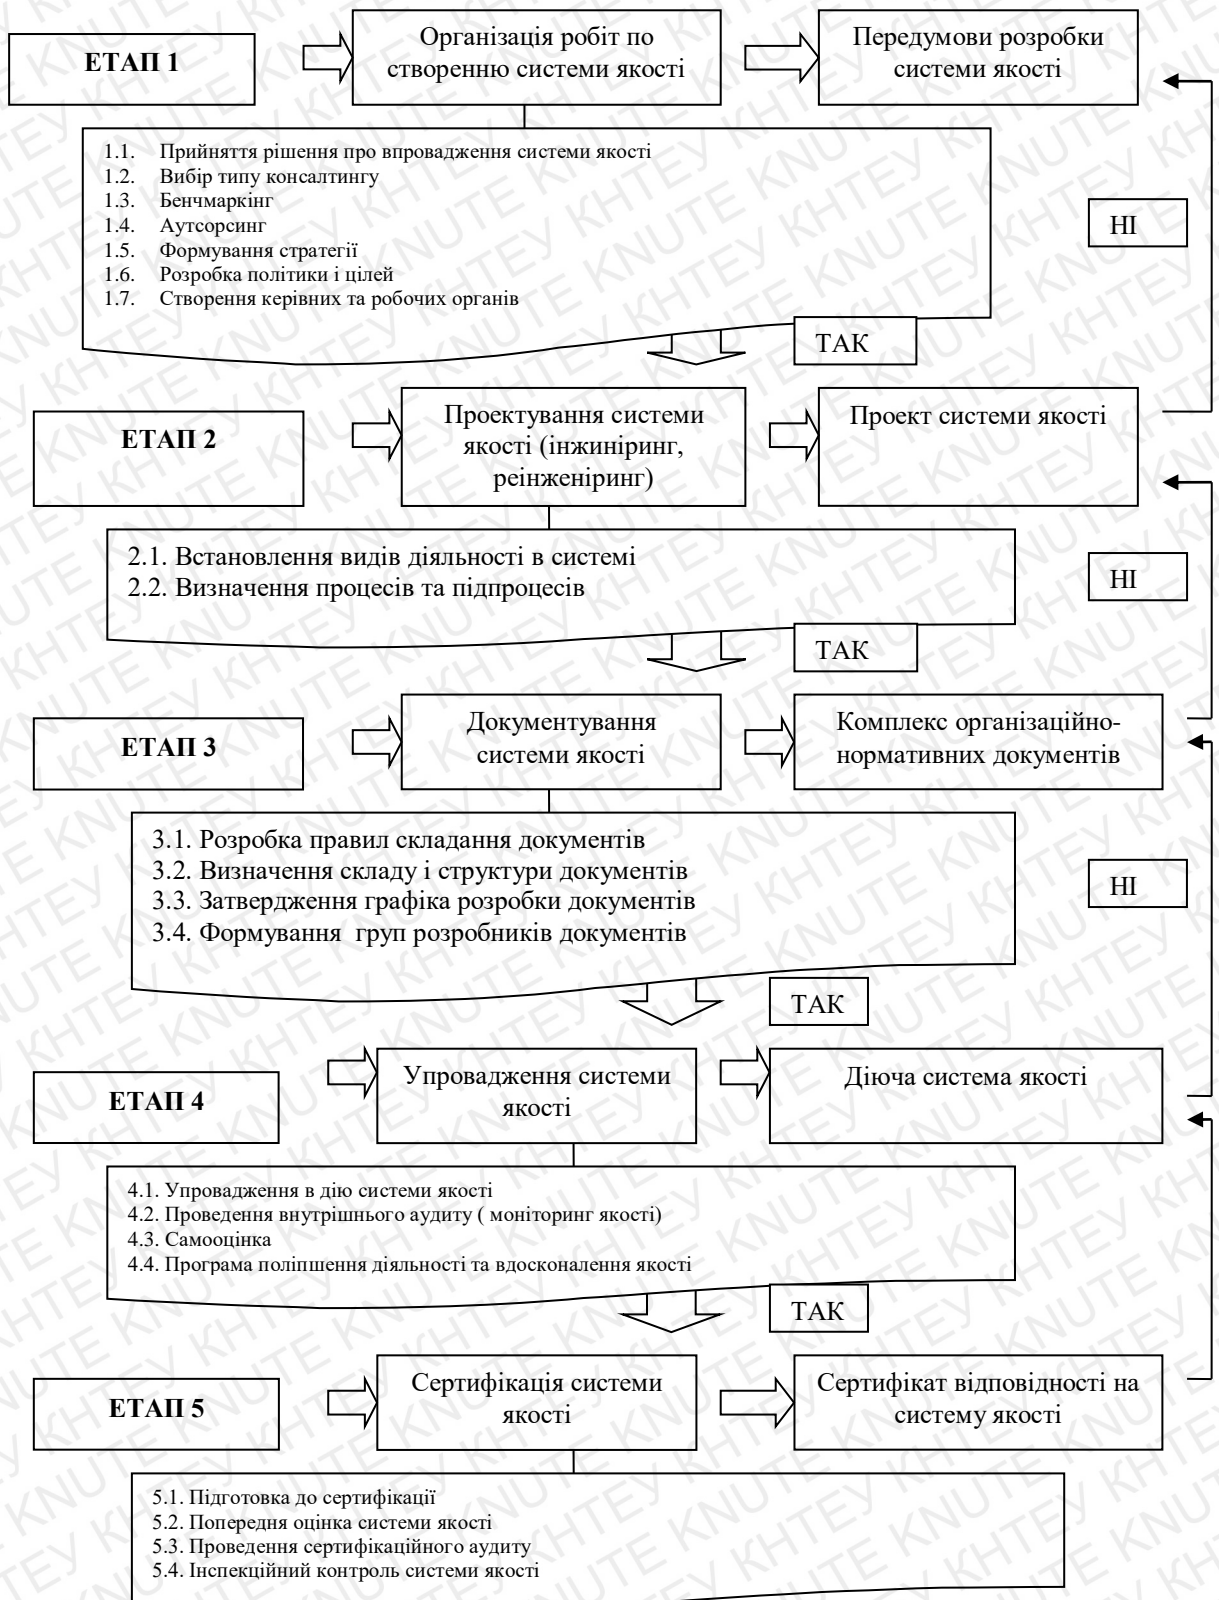 ЕТАП 1
Організація робіт по
створенню системи якості
Передумови розробки
системи якості
1.1. Прийняття рішення про впровадження системи якості
1.2. Вибір типу консалтингу
1.3. Бенчмаркінг
1.4. Аутсорсинг
1.5. Формування стратегії
1.6. Розробка політики і цілей
1.7. Створення керівних та робочих органів
НІ
ТАК
ЕТАП 2
Проектування системи
якості (інжиніринг,
реінженіринг)
Проект системи якості
2.1. Встановлення видів діяльності в системі
2.2. Визначення процесів та підпроцесів
НІ
ТАК
ЕТАП 3
Документування
системи якості
Комплекс організаційно-
нормативних документів
3.1. Розробка правил складання документів
3.2. Визначення складу і структури документів
3.3. Затвердження графіка розробки документів
3.4. Формування груп розробників документів
НІ
ТАК
ЕТАП 4
Упровадження системи
якості
Діюча система якості
4.1. Упровадження в дію системи якості
4.2. Проведення внутрішнього аудиту ( моніторинг якості)
4.3. Самооцінка
4.4. Програма поліпшення діяльності та вдосконалення якості
ТАК
ЕТАП 5
Сертифікація системи
якості
Сертифікат відповідності на
систему якості
5.1. Підготовка до сертифікації
5.2. Попередня оцінка системи якості
5.3. Проведення сертифікаційного аудиту
5.4. Інспекційний контроль системи якості